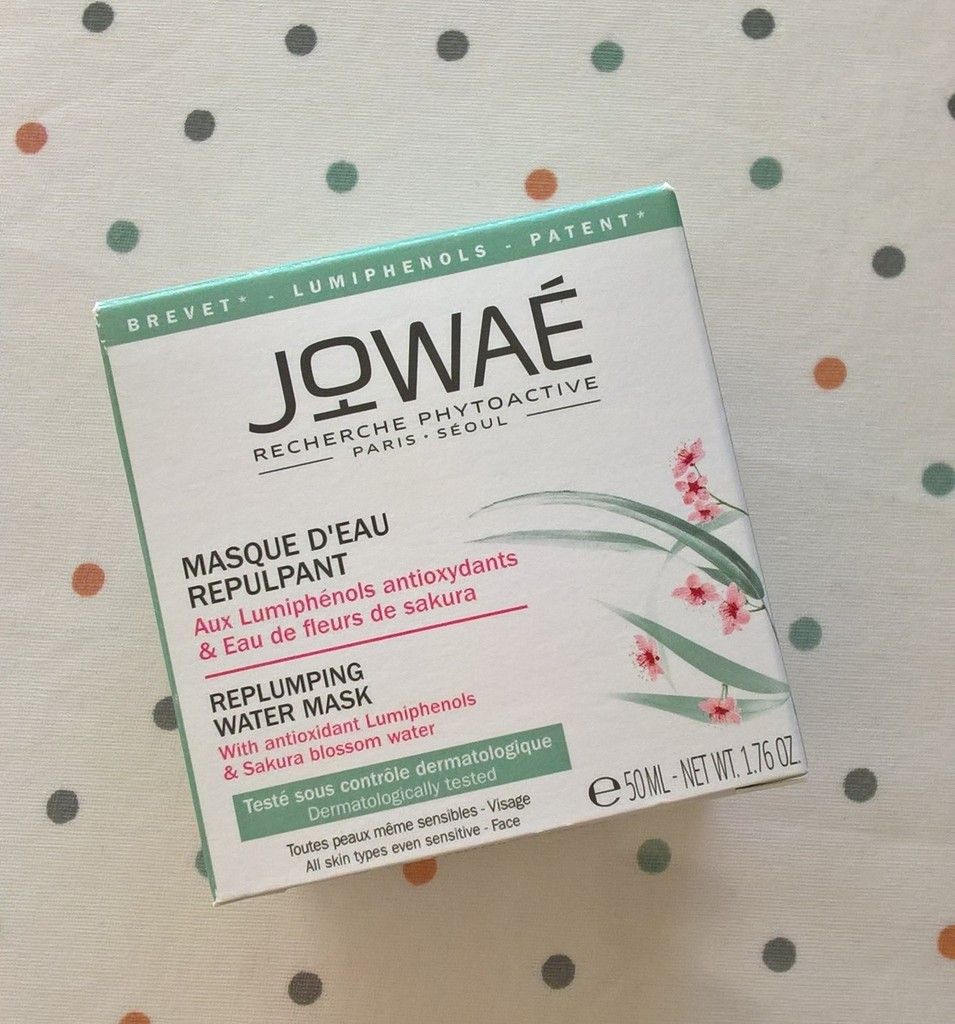 BREVET* - LUMIPHENOLS - PATENT*
JOWAÉ
RECHERCHE PHYTOACTIVE
PARIS · SÉOUL
MASQUE D'EAU
REPULPANT
Aux Lumiphénols antioxydants
& Eau de fleurs de sakura
REPLUMPING
WATER MASK
With antioxidant Lumiphenols
& Sakura blossom water
Testé sous contrôle dermatologique
Dermatologically tested
Toutes peaux même sensibles - Visage
All skin types even sensitive - Face
℮ 50 ML - NET WT. 1.76 OZ.